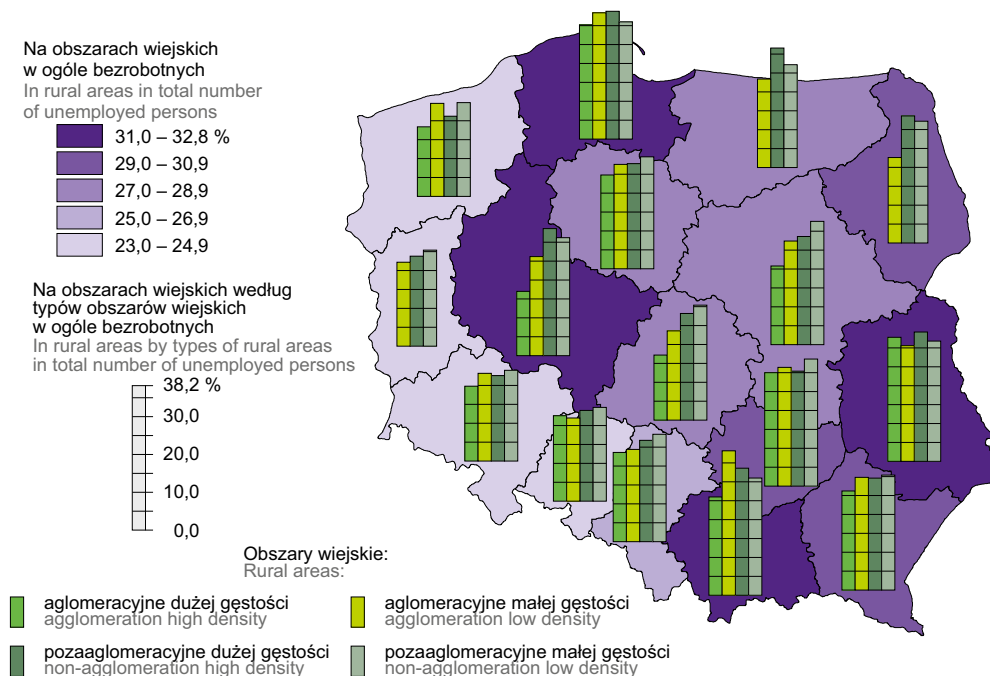 Na obszarach wiejskich
w ogóle bezrobotnych
In rural areas in total number
of unemployed persons
31,0 – 32,8 %
29,0 – 30,9
27,0 – 28,9
25,0 – 26,9
23,0 – 24,9
Na obszarach wiejskich według
typów obszarów wiejskich
w ogóle bezrobotnych
In rural areas by types of rural areas
in total number of unemployed persons
38,2 %
30,0
20,0
10,0
0,0
Obszary wiejskie:
Rural areas:
aglomeracyjne dużej gęstości
agglomeration high density
aglomeracyjne małej gęstości
agglomeration low density
pozaaglomeracyjne dużej gęstości
non-agglomeration high density
pozaaglomeracyjne małej gęstości
non-agglomeration low density